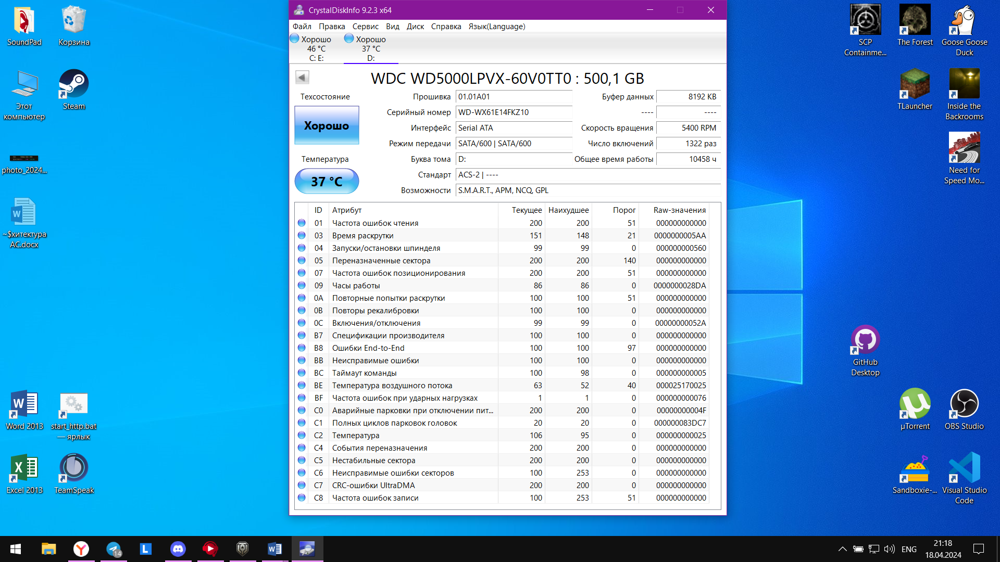 SoundPad
Корзина
Этот
компьютер
Steam
photo_2024...
~$хитектура
АС.docx
Word 2013
start_http.bat
— ярлык
Excel 2013
TeamSpeak
CrystalDiskInfo 9.2.3 x64
Файл Правка Сервис Вид Диск Справка Язык(Language)
Хорошо
46 °C
C: E:
Хорошо
37 °C
D:
WDC WD5000LPVX-60V0TT0 : 500,1 GB
Техсостояние
Хорошо
Температура
37 °C
Прошивка 01.01A01
Серийный номер WD-WX61E14FKZ10
Интерфейс Serial ATA
Режим передачи SATA/600 | SATA/600
Буква тома D:
Стандарт ACS-2 | ----
Возможности S.M.A.R.T., APM, NCQ, GPL
Буфер данных 8192 KB
---- ----
Скорость вращения 5400 RPM
Число включений 1322 раз
Общее время работы 10458 ч
ID Атрибут Текущее Наихудшее Порог Raw-значения
01 Частота ошибок чтения 200 200 51 000000000000
03 Время раскрутки 151 148 21 0000000005AA
04 Запуски/остановки шпинделя 99 99 0 000000000560
05 Переназначенные сектора 200 200 140 000000000000
07 Частота ошибок позиционирования 200 200 51 000000000000
09 Часы работы 86 86 0 0000000028DA
0A Повторные попытки раскрутки 100 100 51 000000000000
0B Повторы рекалибровки 100 100 0 000000000000
0C Включения/отключения 99 99 0 00000000052A
B7 Спецификации производителя 100 100 0 000000000000
B8 Ошибки End-to-End 100 100 97 000000000000
BB Неисправимые ошибки 100 100 0 000000000000
BC Таймаут команды 100 98 0 000000000005
BE Температура воздушного потока 63 52 40 000025170025
BF Частота ошибок при ударных нагрузках 1 1 0 000000000076
C0 Аварийные парковки при отключении пит... 200 200 0 00000000004F
C1 Полных циклов парковок головок 20 20 0 000000083DC7
C2 Температура 106 95 0 000000000025
C4 События переназначения 200 200 0 000000000000
C5 Нестабильные сектора 200 200 0 000000000000
C6 Неисправимые ошибки секторов 100 253 0 000000000000
C7 CRC-ошибки UltraDMA 200 200 0 000000000000
C8 Частота ошибок записи 100 253 51 000000000000
SCP
Containme...
The Forest
Goose Goose
Duck
TLauncher
Inside the
Backrooms
Need for
Speed Mo...
GitHub
Desktop
µTorrent
OBS Studio
Sandboxie-...
Visual Studio
Code
14
ENG
21:18
18.04.2024